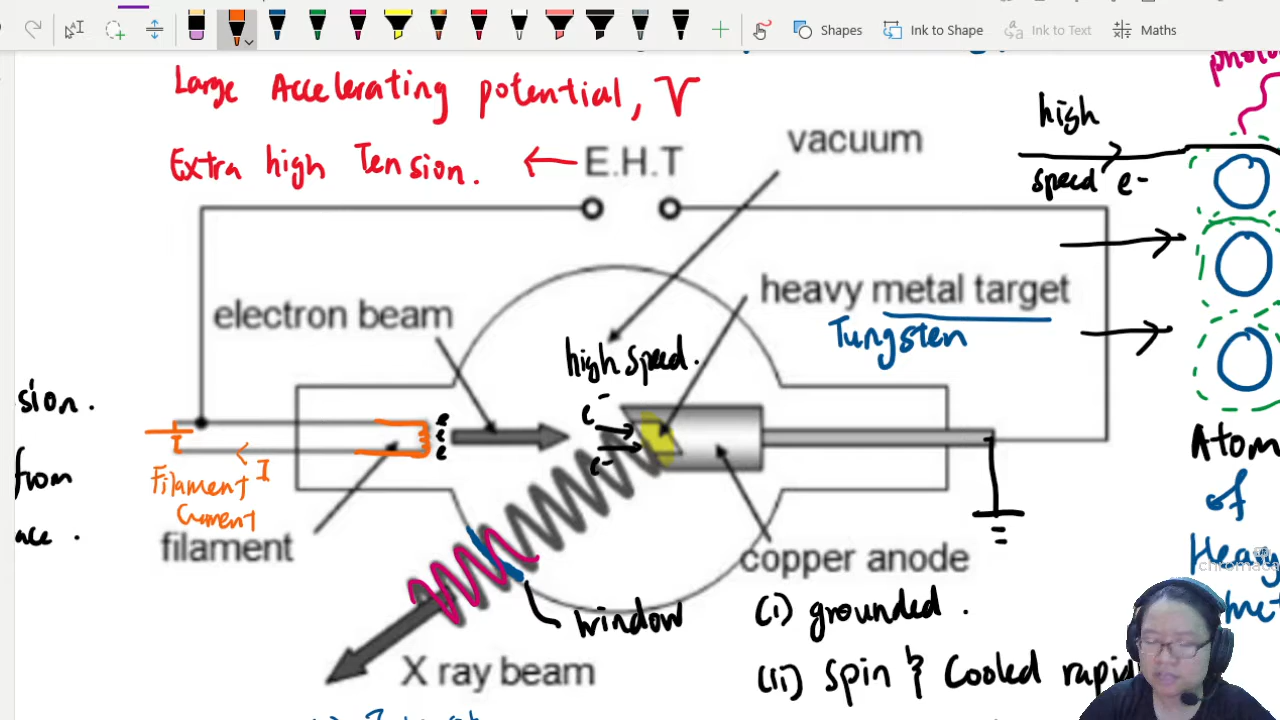 Shapes
Ink to Shape
Ink to Text
Maths
Large Accelerating potential, V
Extra high Tension. ← E.H.T
vacuum
high
speed e-
electron beam
heavy metal target
Tungsten
high speed.
e-
e-
e
e
e
sion.
from
Filament I
Current
filament
copper anode
window
X ray beam
(i) grounded.
(ii) Spin & Cooled rapid
Atom
of
Heavy